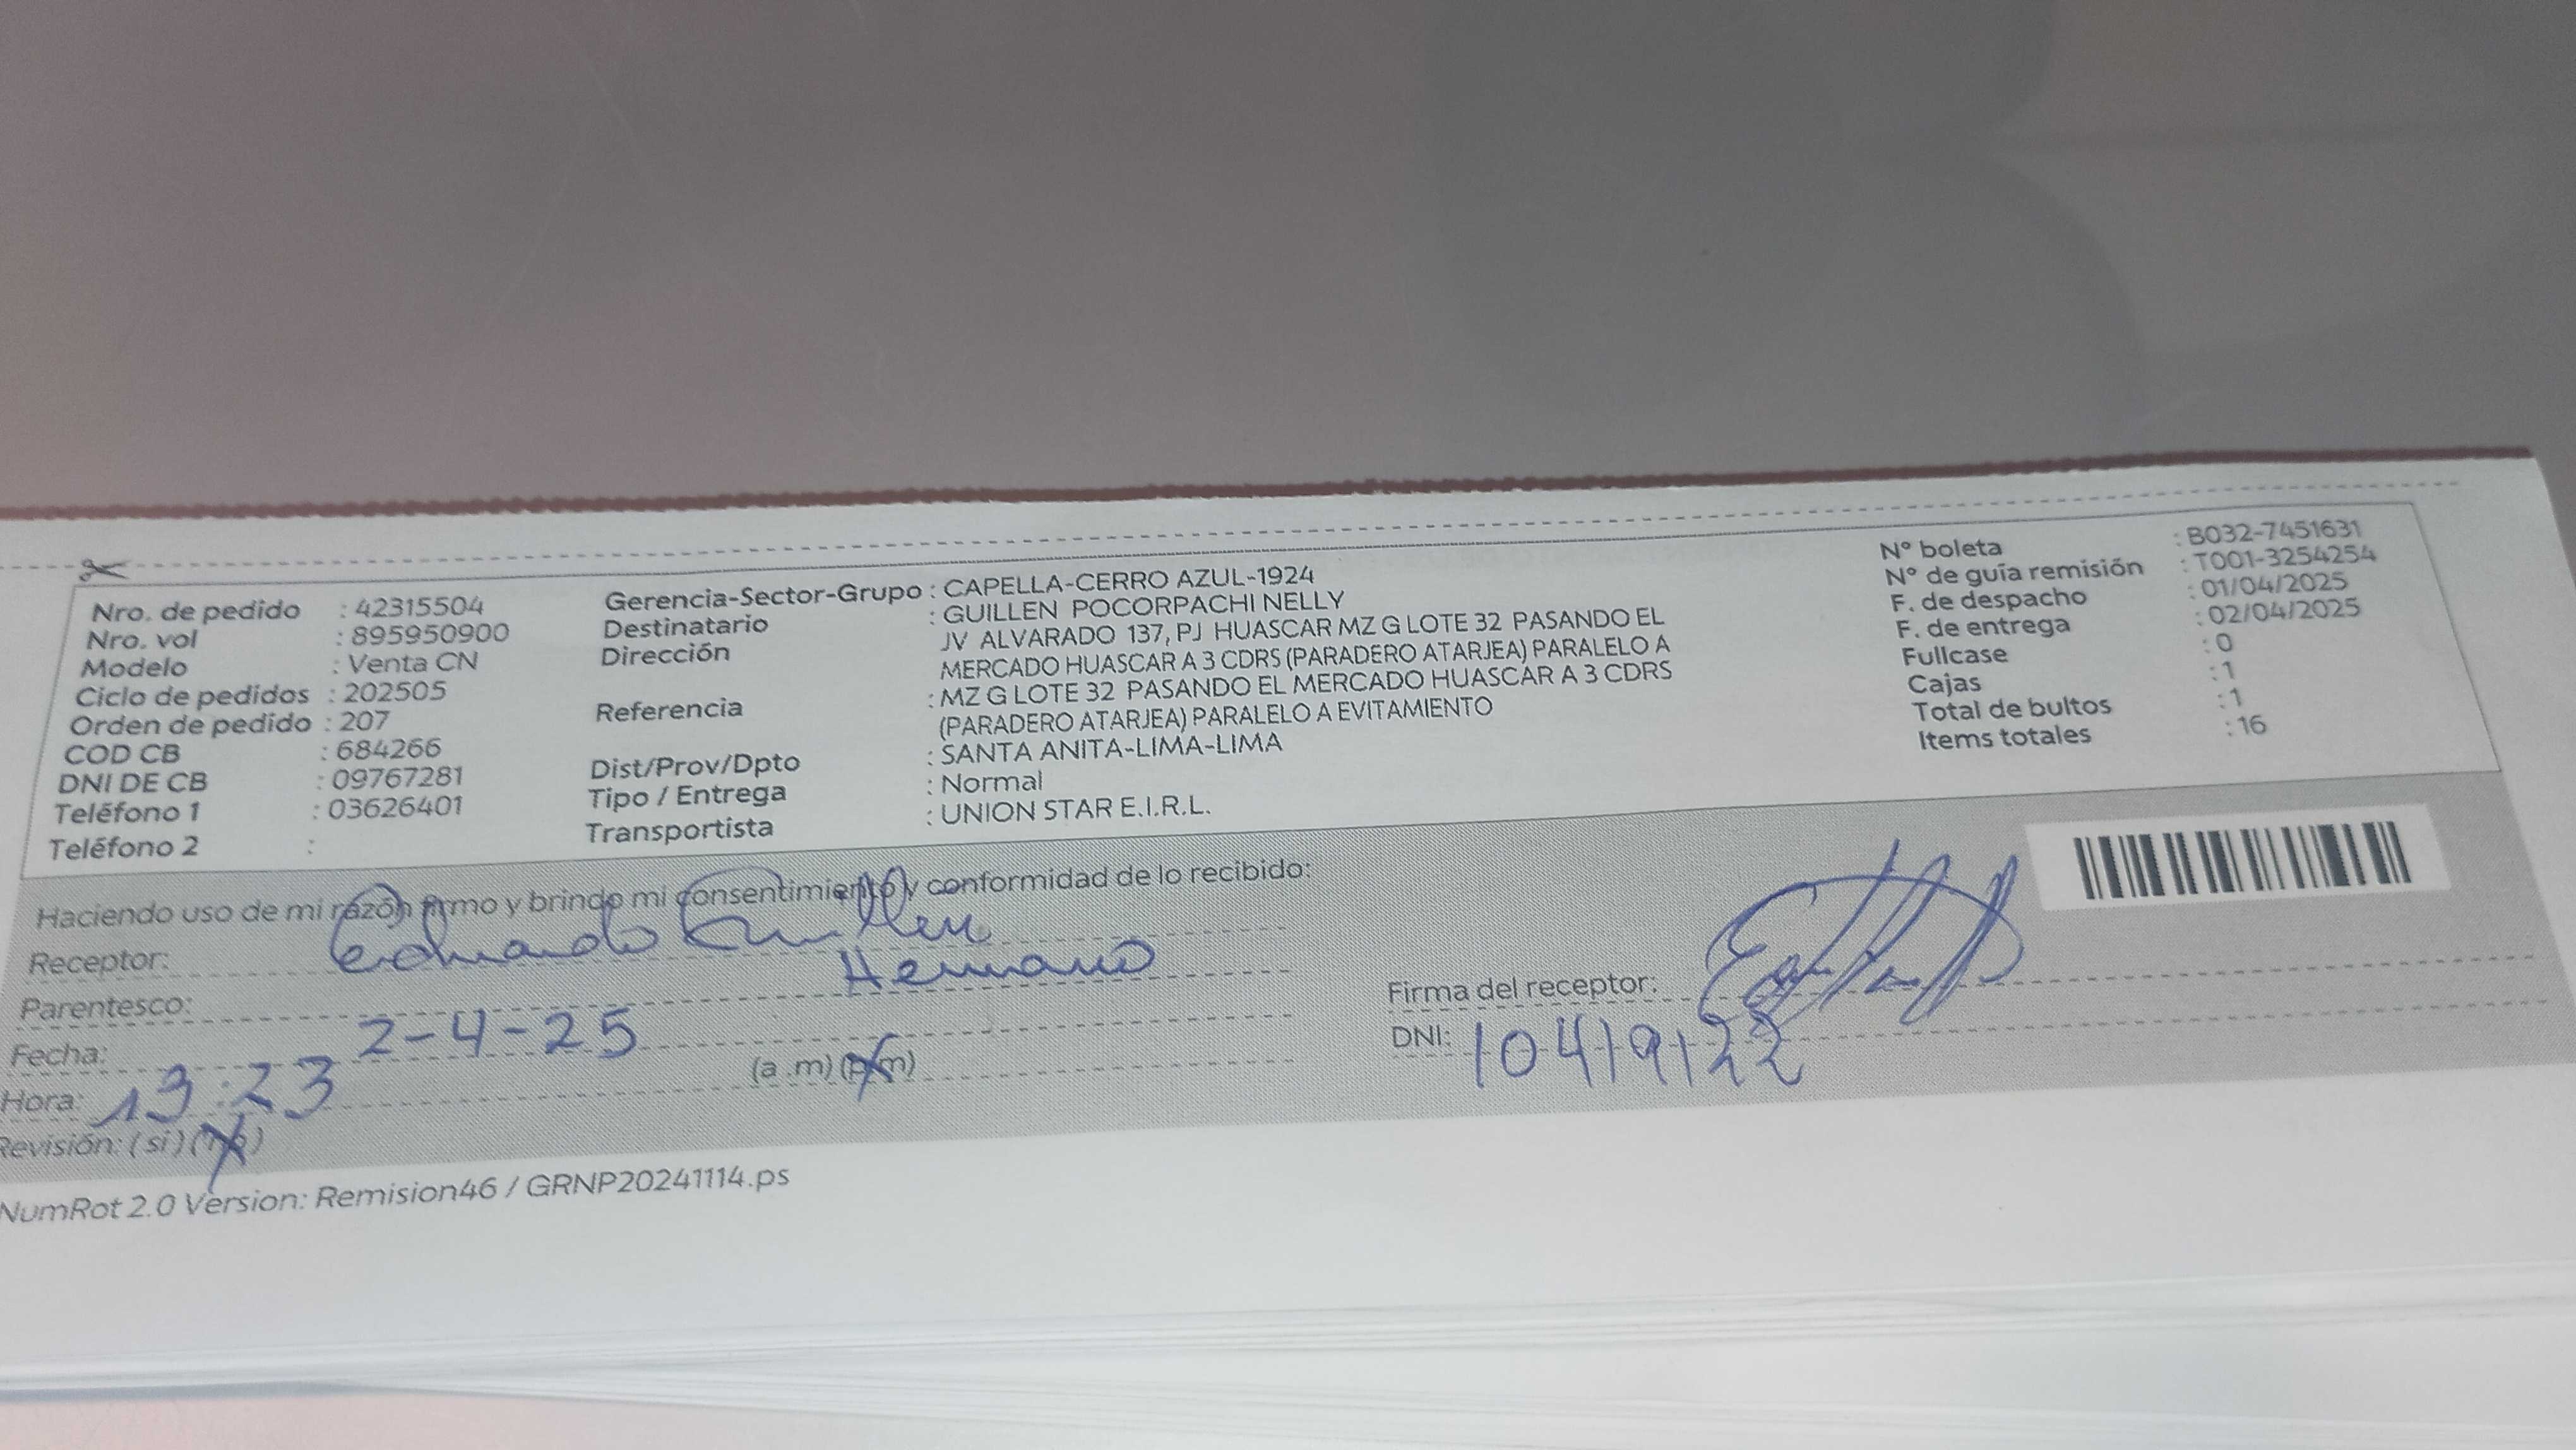 Nro. de pedido : 42315504
Nro. vol : 895950900
Modelo : Venta CN
Ciclo de pedidos : 202505
Orden de pedido : 207
COD CB : 684266
DNI DE CB : 09767281
Teléfono 1 : 03626401
Teléfono 2 :
Gerencia-Sector-Grupo : CAPELLA-CERRO AZUL-1924
Destinatario : GUILLEN POCORPACHI NELLY
Dirección JV ALVARADO 137, PJ HUASCAR MZ G LOTE 32 PASANDO EL
MERCADO HUASCAR A 3 CDRS (PARADERO ATARJEA) PARALELO A
Referencia : MZ G LOTE 32 PASANDO EL MERCADO HUASCAR A 3 CDRS
(PARADERO ATARJEA) PARALELO A EVITAMIENTO
Dist/Prov/Dpto : SANTA ANITA-LIMA-LIMA
Tipo / Entrega : Normal
Transportista : UNION STAR E.I.R.L.
N° boleta : B032-7451631
N° de guía remisión : T001-3254254
F. de despacho : 01/04/2025
F. de entrega : 02/04/2025
Fullcase : 0
Cajas : 1
Total de bultos : 1
Items totales : 16
Haciendo uso de mi razón firmo y brindo mi consentimiento y conformidad de lo recibido:
Receptor: Eduardo Guillen
Parentesco: Hermano
Fecha: 2-4-25
Hora: 13:23 (a.m) (p.m)
Revisión: (si) (no)
Firma del receptor:
DNI: 10419122
NumRot 2.0 Version: Remision46 / GRNP20241114.ps